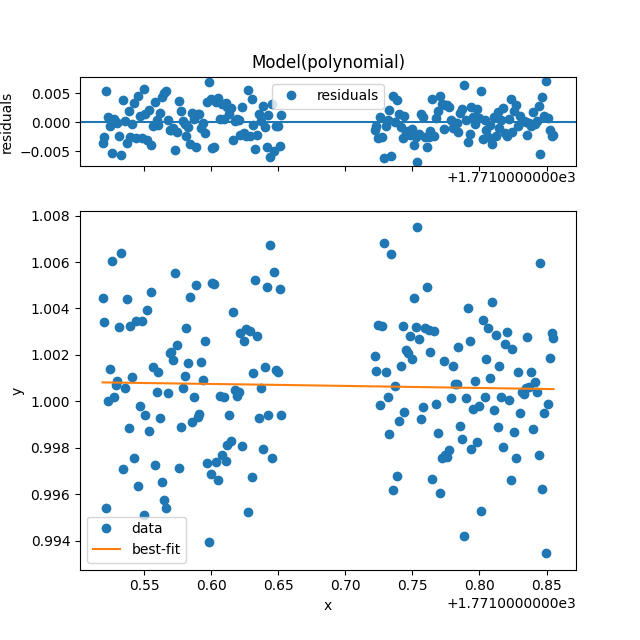 Model(polynomial)
residuals
0.005
0.000
−0.005
residuals
+1.7710000000e3
y
1.008
1.006
1.004
1.002
1.000
0.998
0.996
0.994
data
best-fit
0.55 0.60 0.65 0.70 0.75 0.80 0.85
x
+1.7710000000e3